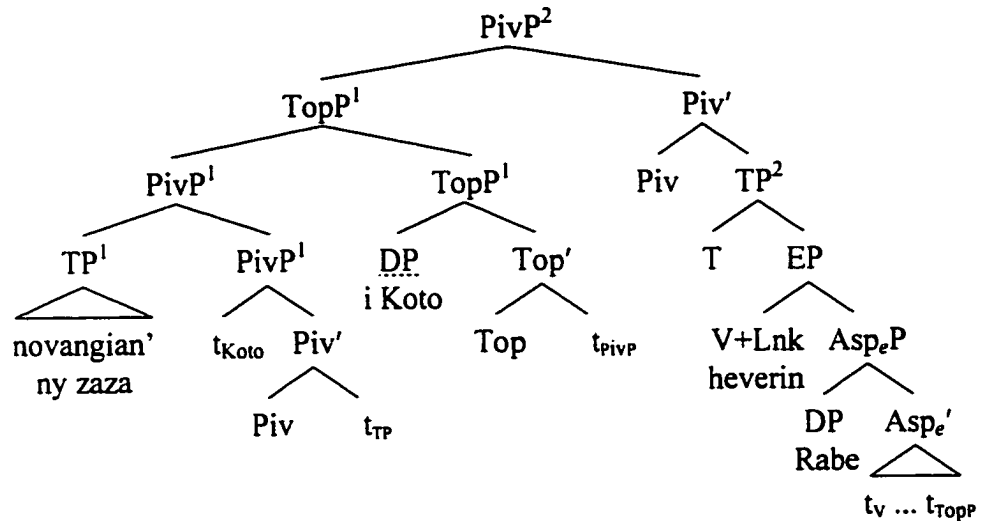 PivP²
TopP¹ Piv′
PivP¹ TopP¹ Piv TP²
TP¹ PivP¹ DP Top′ T EP
novangian’ t_Koto Piv′ i Koto Top t_PivP V+Lnk Asp_eP
ny zaza heverin
Piv t_TP DP Asp_e′
Rabe
t_V ... t_TopP